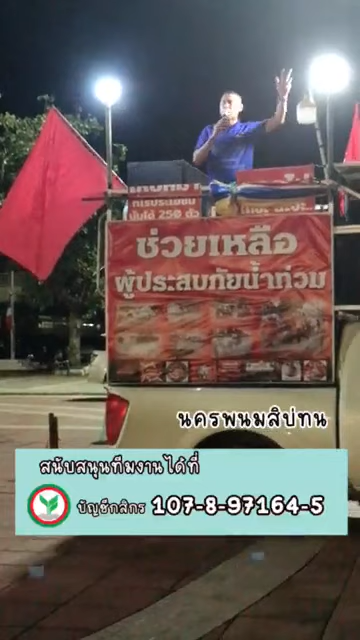 ช่วยเหลือ
ผู้ประสบภัยน้ำท่วม
นครพนมสิปทน
สนับสนุนทีมงานได้ที่
บัญชีกสิกร 107-8-97164-5